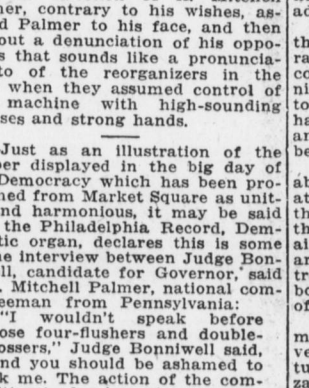 er, contrary to his wishes, as-
d Palmer to his face, and then
out a denunciation of his oppo-
s that sounds like a pronuncia-
to of the reorganizers in the
when they assumed control of
machine with high-sounding
ses and strong hands.
Just as an illustration of the
per displayed in the big day of
Democracy which has been pro-
med from Market Square as unit-
nd harmonious, it may be said
the Philadelphia Record, Dem-
tic organ, declares this is some
he interview between Judge Bon-
ll, candidate for Governor, said
. Mitchell Palmer, national com-
eeman from Pennsylvania:
"I wouldn't speak before
ose four-flushers and double-
ossers," Judge Bonniwell said,
nd you should be ashamed to
k me. The action of the com-